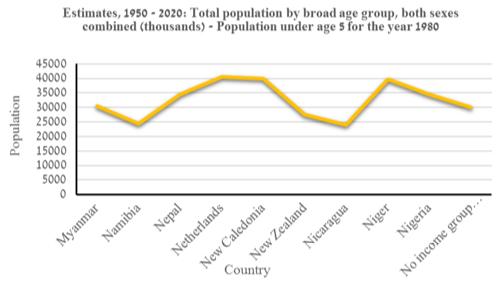 Estimates, 1950 - 2020: Total population by broad age group, both sexes
combined (thousands) - Population under age 5 for the year 1980
45000
40000
35000
30000
25000
20000
15000
10000
5000
0
Population
Myanmar
Namibia
Nepal
Netherlands
New Caledonia
New Zealand
Nicaragua
Niger
Nigeria
No income group…
Country